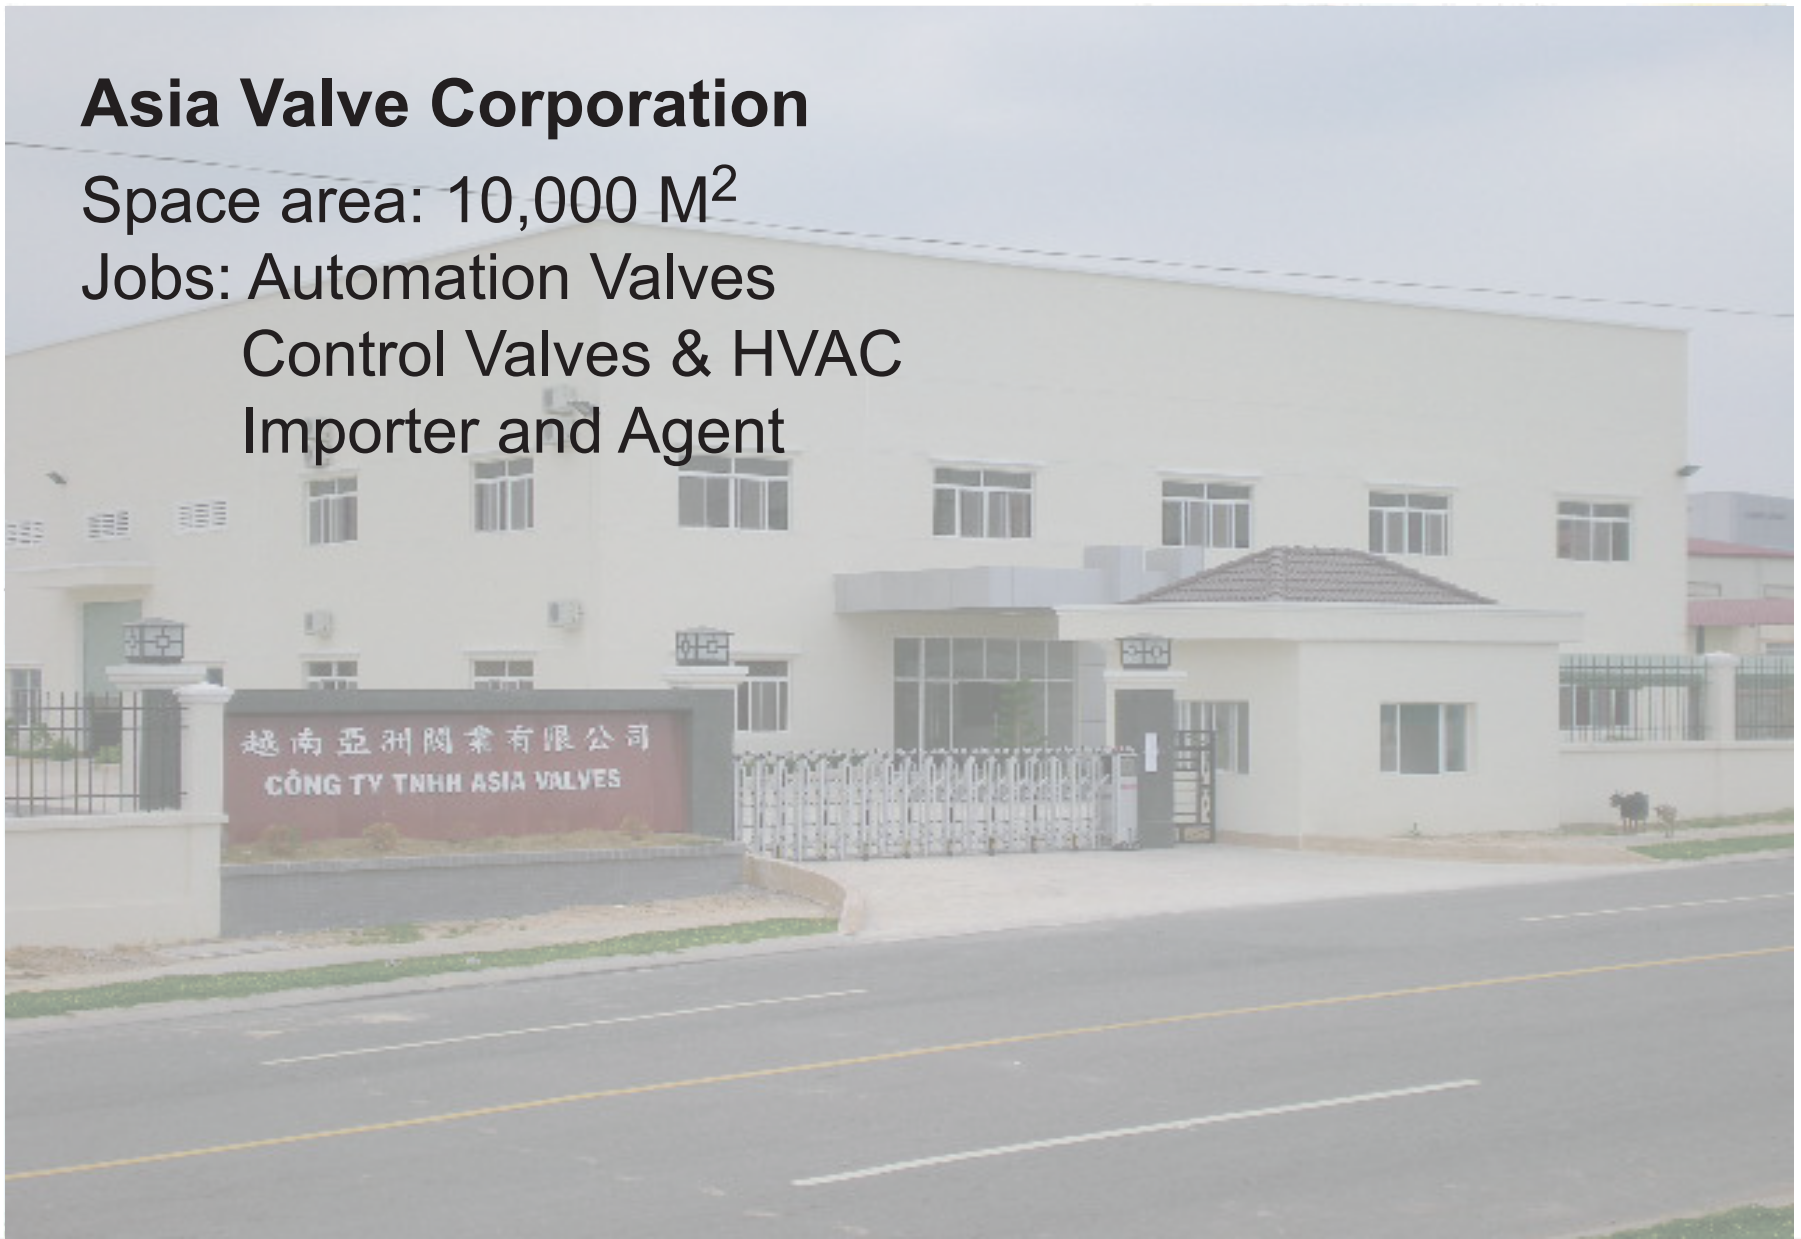 Asia Valve Corporation
Space area: 10,000 M²
Jobs: Automation Valves
Control Valves & HVAC
Importer and Agent
越南亞洲閥業有限公司
CÔNG TY TNHH ASIA VALVES